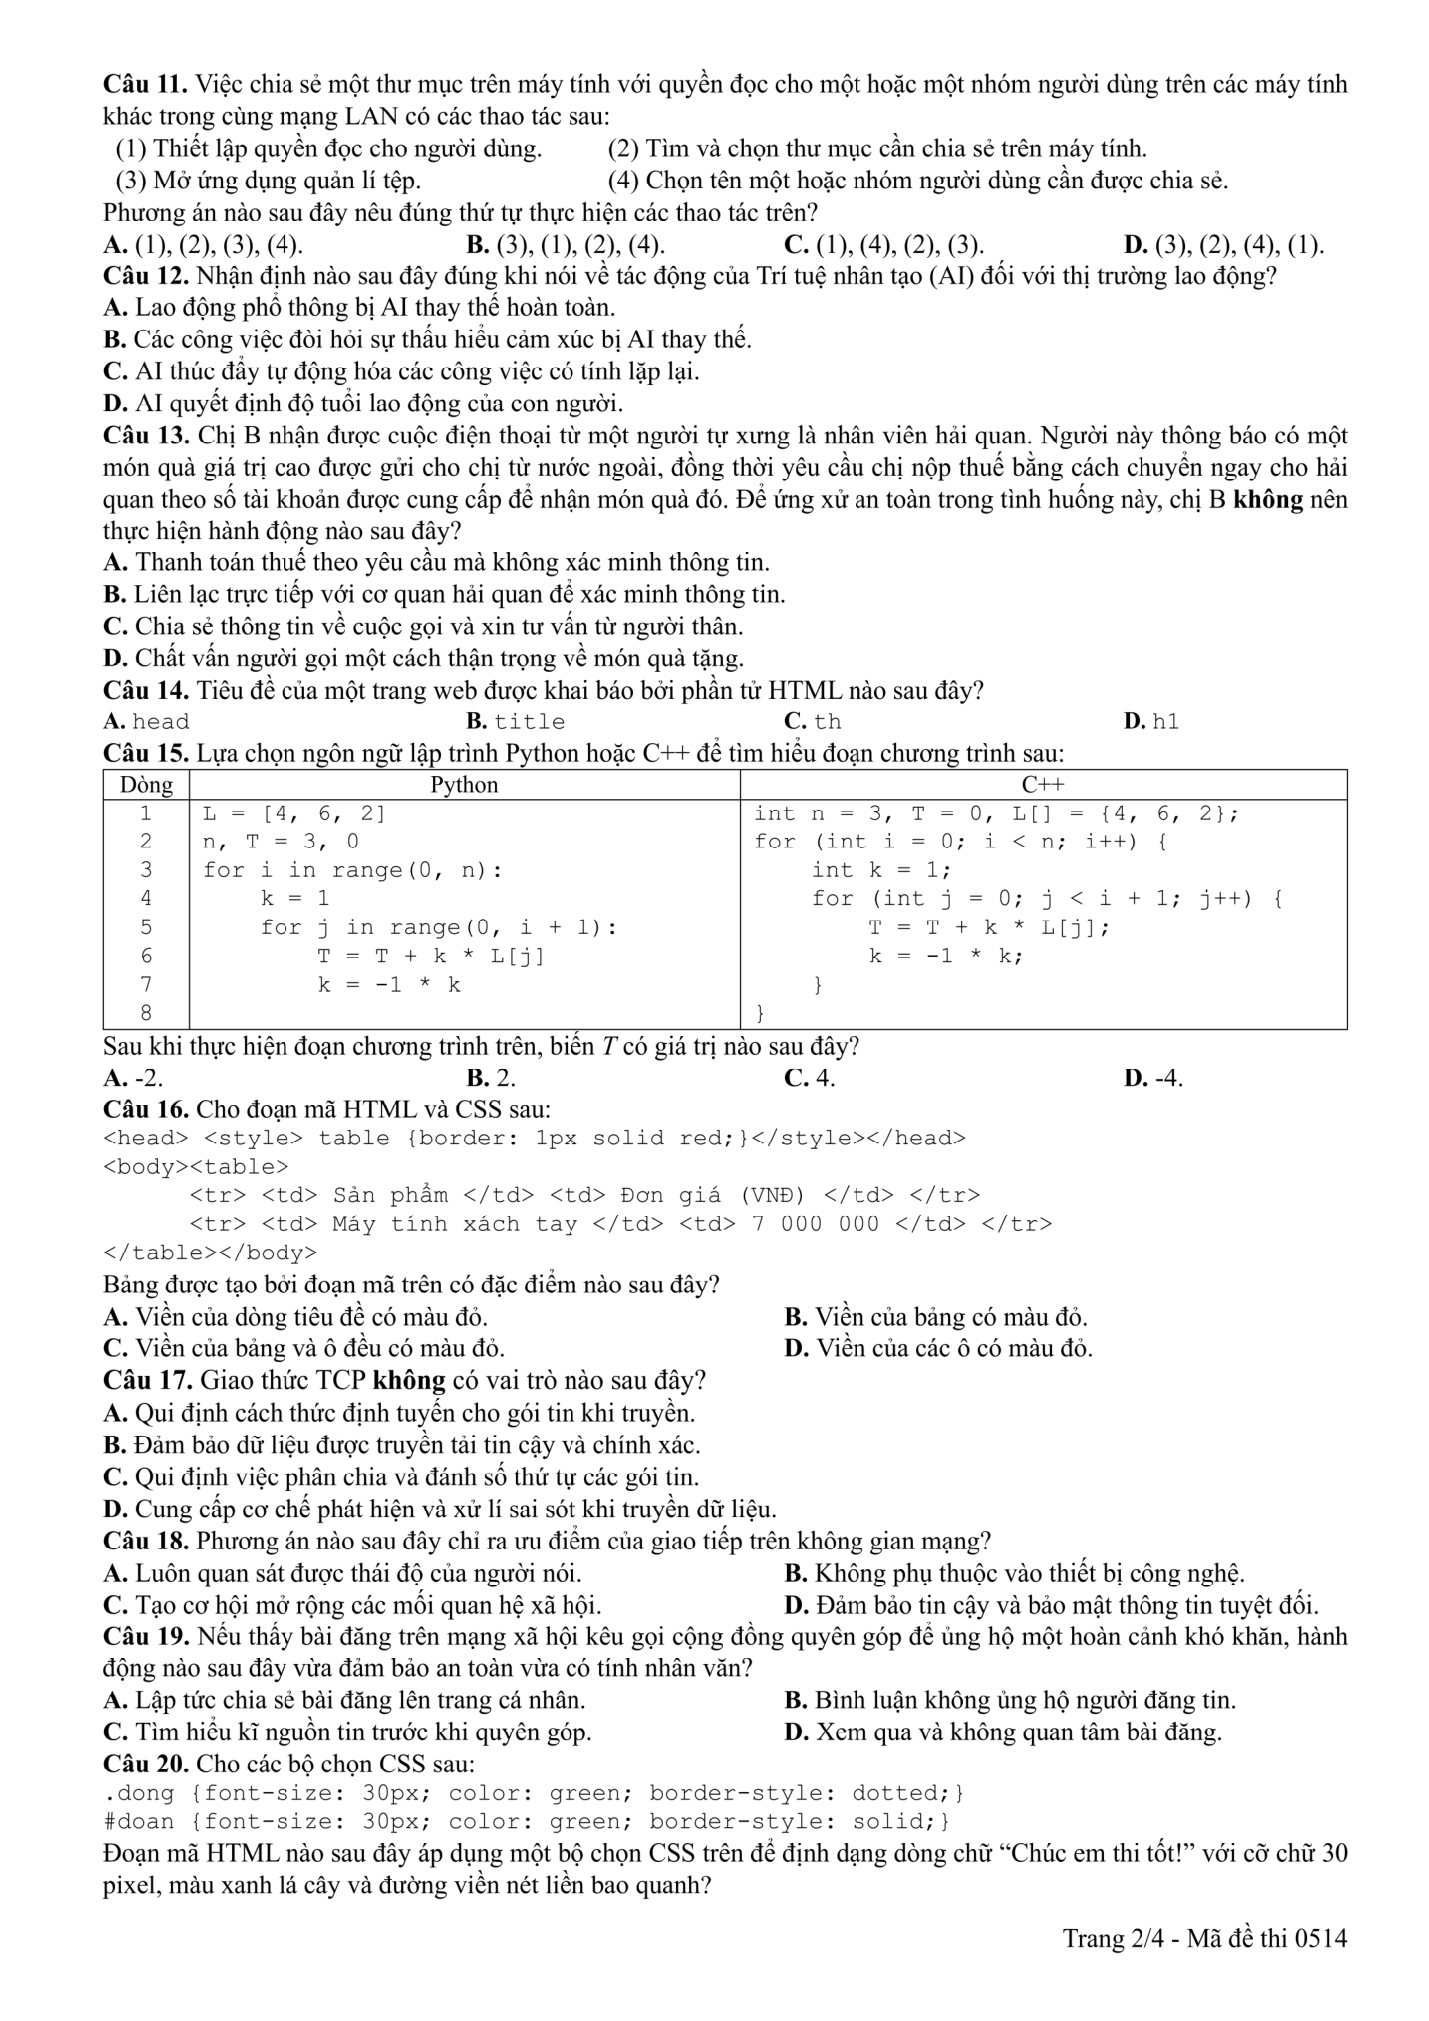 Câu 11. Việc chia sẻ một thư mục trên máy tính với quyền đọc cho một hoặc một nhóm người dùng trên các máy tính
khác trong cùng mạng LAN có các thao tác sau:
(1) Thiết lập quyền đọc cho người dùng. (2) Tìm và chọn thư mục cần chia sẻ trên máy tính.
(3) Mở ứng dụng quản lí tệp. (4) Chọn tên một hoặc nhóm người dùng cần được chia sẻ.
Phương án nào sau đây nêu đúng thứ tự thực hiện các thao tác trên?
A. (1), (2), (3), (4). B. (3), (1), (2), (4). C. (1), (4), (2), (3). D. (3), (2), (4), (1).
Câu 12. Nhận định nào sau đây đúng khi nói về tác động của Trí tuệ nhân tạo (AI) đối với thị trường lao động?
A. Lao động phổ thông bị AI thay thế hoàn toàn.
B. Các công việc đòi hỏi sự thấu hiểu cảm xúc bị AI thay thế.
C. AI thúc đẩy tự động hóa các công việc có tính lặp lại.
D. AI quyết định độ tuổi lao động của con người.
Câu 13. Chị B nhận được cuộc điện thoại từ một người tự xưng là nhân viên hải quan. Người này thông báo có một
món quà giá trị cao được gửi cho chị từ nước ngoài, đồng thời yêu cầu chị nộp thuế bằng cách chuyển ngay cho hải
quan theo số tài khoản được cung cấp để nhận món quà đó. Để ứng xử an toàn trong tình huống này, chị B không nên
thực hiện hành động nào sau đây?
A. Thanh toán thuế theo yêu cầu mà không xác minh thông tin.
B. Liên lạc trực tiếp với cơ quan hải quan để xác minh thông tin.
C. Chia sẻ thông tin về cuộc gọi và xin tư vấn từ người thân.
D. Chất vấn người gọi một cách thận trọng về món quà tặng.
Câu 14. Tiêu đề của một trang web được khai báo bởi phần tử HTML nào sau đây?
A. head B. title C. th D. h1
Câu 15. Lựa chọn ngôn ngữ lập trình Python hoặc C++ để tìm hiểu đoạn chương trình sau:
Dòng Python C++
1 L = [4, 6, 2] int n = 3, T = 0, L[] = {4, 6, 2};
2 n, T = 3, 0 for (int i = 0; i < n; i++) {
3 for i in range(0, n): int k = 1;
4 k = 1 for (int j = 0; j < i + 1; j++) {
5 for j in range(0, i + 1): T = T + k * L[j];
6 T = T + k * L[j] k = -1 * k;
7 k = -1 * k }
8 }
Sau khi thực hiện đoạn chương trình trên, biến T có giá trị nào sau đây?
A. -2. B. 2. C. 4. D. -4.
Câu 16. Cho đoạn mã HTML và CSS sau:
<head> <style> table {border: 1px solid red;}</style></head>
<body><table>
<tr> <td> Sản phẩm </td> <td> Đơn giá (VNĐ) </td> </tr>
<tr> <td> Máy tính xách tay </td> <td> 7 000 000 </td> </tr>
</table></body>
Bảng được tạo bởi đoạn mã trên có đặc điểm nào sau đây?
A. Viền của dòng tiêu đề có màu đỏ. B. Viền của bảng có màu đỏ.
C. Viền của bảng và ô đều có màu đỏ. D. Viền của các ô có màu đỏ.
Câu 17. Giao thức TCP không có vai trò nào sau đây?
A. Qui định cách thức định tuyến cho gói tin khi truyền.
B. Đảm bảo dữ liệu được truyền tải tin cậy và chính xác.
C. Qui định việc phân chia và đánh số thứ tự các gói tin.
D. Cung cấp cơ chế phát hiện và xử lí sai sót khi truyền dữ liệu.
Câu 18. Phương án nào sau đây chỉ ra ưu điểm của giao tiếp trên không gian mạng?
A. Luôn quan sát được thái độ của người nói. B. Không phụ thuộc vào thiết bị công nghệ.
C. Tạo cơ hội mở rộng các mối quan hệ xã hội. D. Đảm bảo tin cậy và bảo mật thông tin tuyệt đối.
Câu 19. Nếu thấy bài đăng trên mạng xã hội kêu gọi cộng đồng quyên góp để ủng hộ một hoàn cảnh khó khăn, hành
động nào sau đây vừa đảm bảo an toàn vừa có tính nhân văn?
A. Lập tức chia sẻ bài đăng lên trang cá nhân. B. Bình luận không ủng hộ người đăng tin.
C. Tìm hiểu kĩ nguồn tin trước khi quyên góp. D. Xem qua và không quan tâm bài đăng.
Câu 20. Cho các bộ chọn CSS sau:
.dong {font-size: 30px; color: green; border-style: dotted;}
#doan {font-size: 30px; color: green; border-style: solid;}
Đoạn mã HTML nào sau đây áp dụng một bộ chọn CSS trên để định dạng dòng chữ “Chúc em thi tốt!” với cỡ chữ 30
pixel, màu xanh lá cây và đường viền nét liền bao quanh?
Trang 2/4 - Mã đề thi 0514